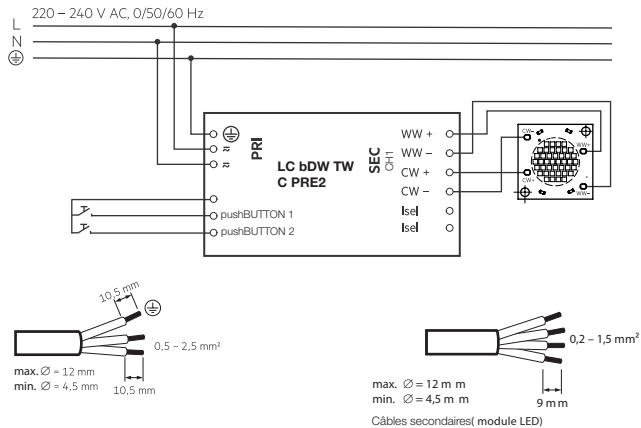 220 – 240 V AC, 0/50/60 Hz
L
N
PRI
≈
≈
LC bDW TW
C PRE2
SEC
CH1
WW +
WW –
CW +
CW –
Isel
Isel
pushBUTTON 1
pushBUTTON 2
CW–
WW+
CW+
WW–
10,5 mm
0,5 – 2,5 mm²
max. Ø = 12 mm
min. Ø = 4,5 mm
10,5 mm
0,2 – 1,5 mm²
max. Ø = 12 m m
min. Ø = 4,5 m m
9 mm
Câbles secondaires( module LED)